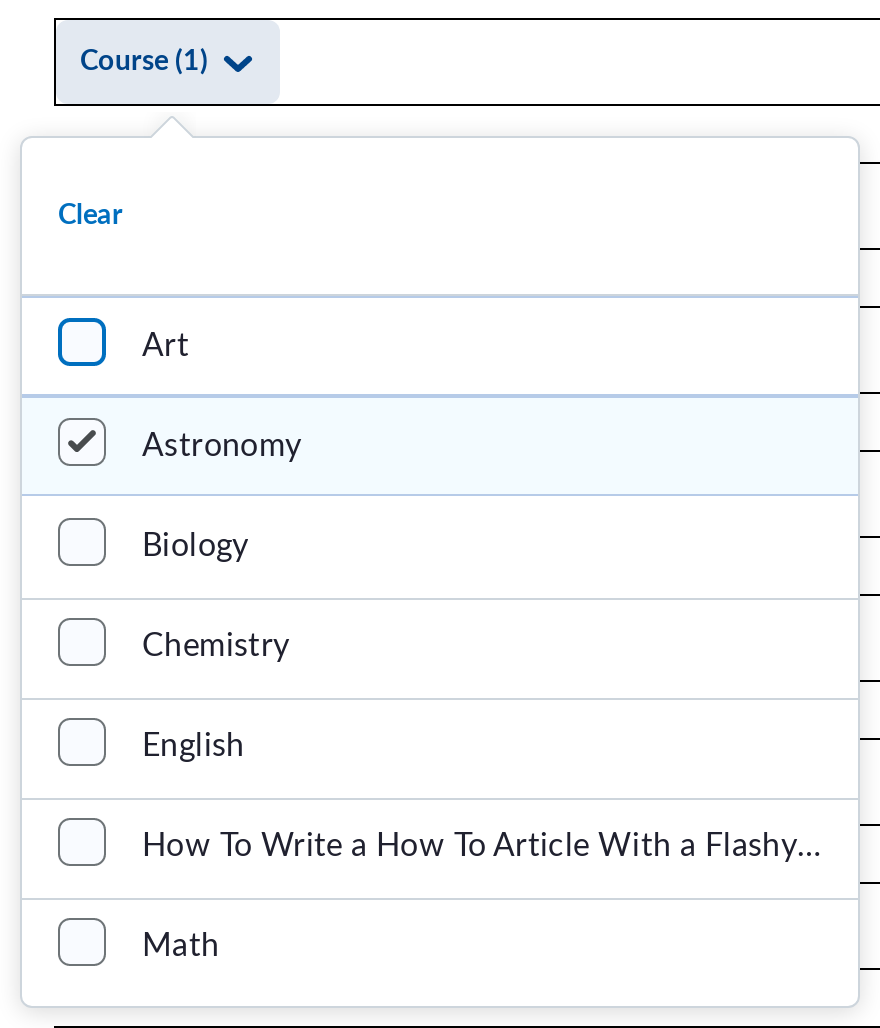 Course (1)
Clear
Art
Astronomy
Biology
Chemistry
English
How To Write a How To Article With a Flashy...
Math